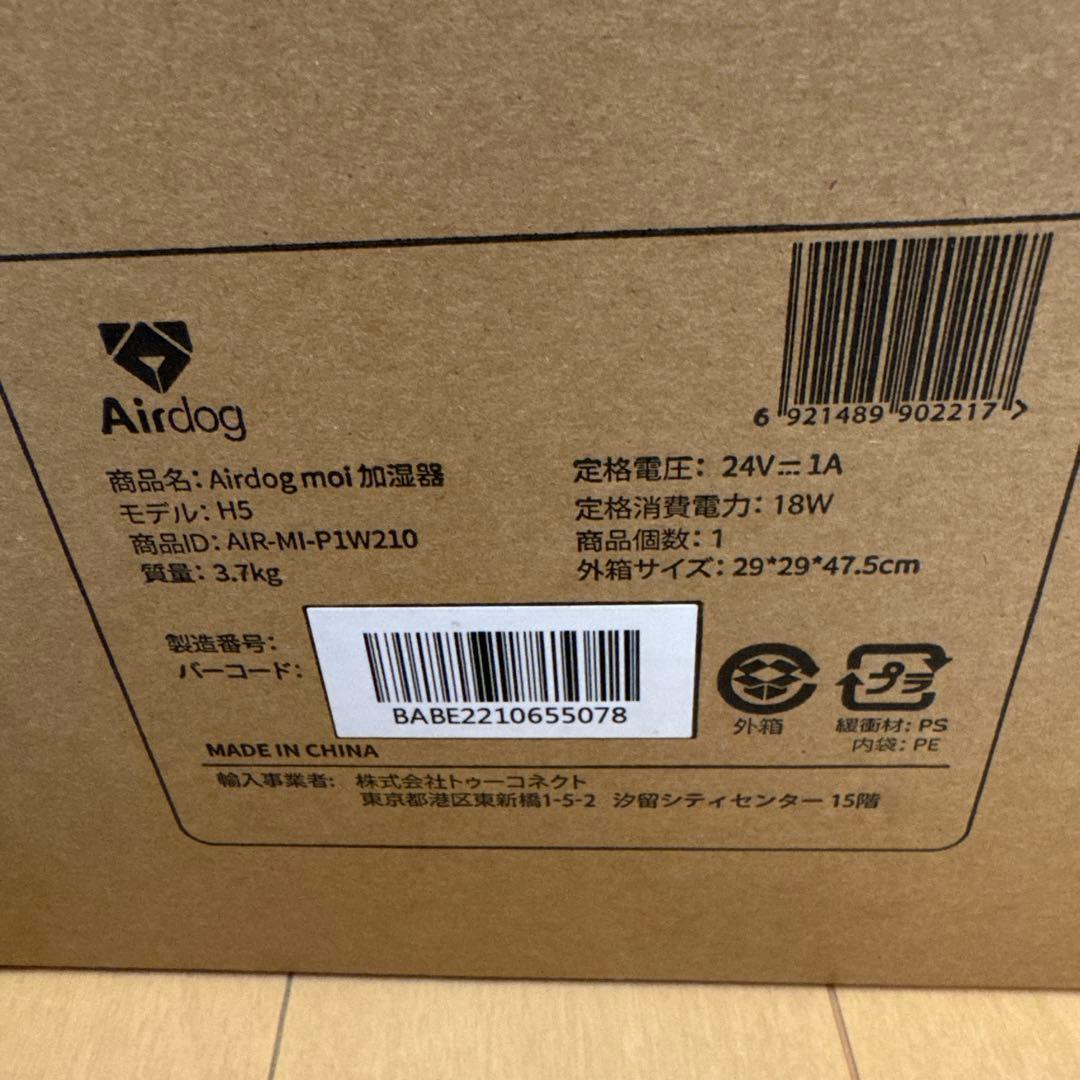 Airdog
6 921489 902217 >
商品名: Airdog moi 加湿器
モデル: H5
商品ID: AIR-MI-P1W210
質量: 3.7kg
定格電圧: 24V⎓1A
定格消費電力: 18W
商品個数: 1
外箱サイズ: 29*29*47.5cm
製造番号:
バーコード:
BABE2210655078
外箱
プラ
緩衝材: PS
内袋: PE
MADE IN CHINA
輸入事業者: 株式会社トゥーコネクト
東京都港区東新橋1-5-2 汐留シティセンター 15階